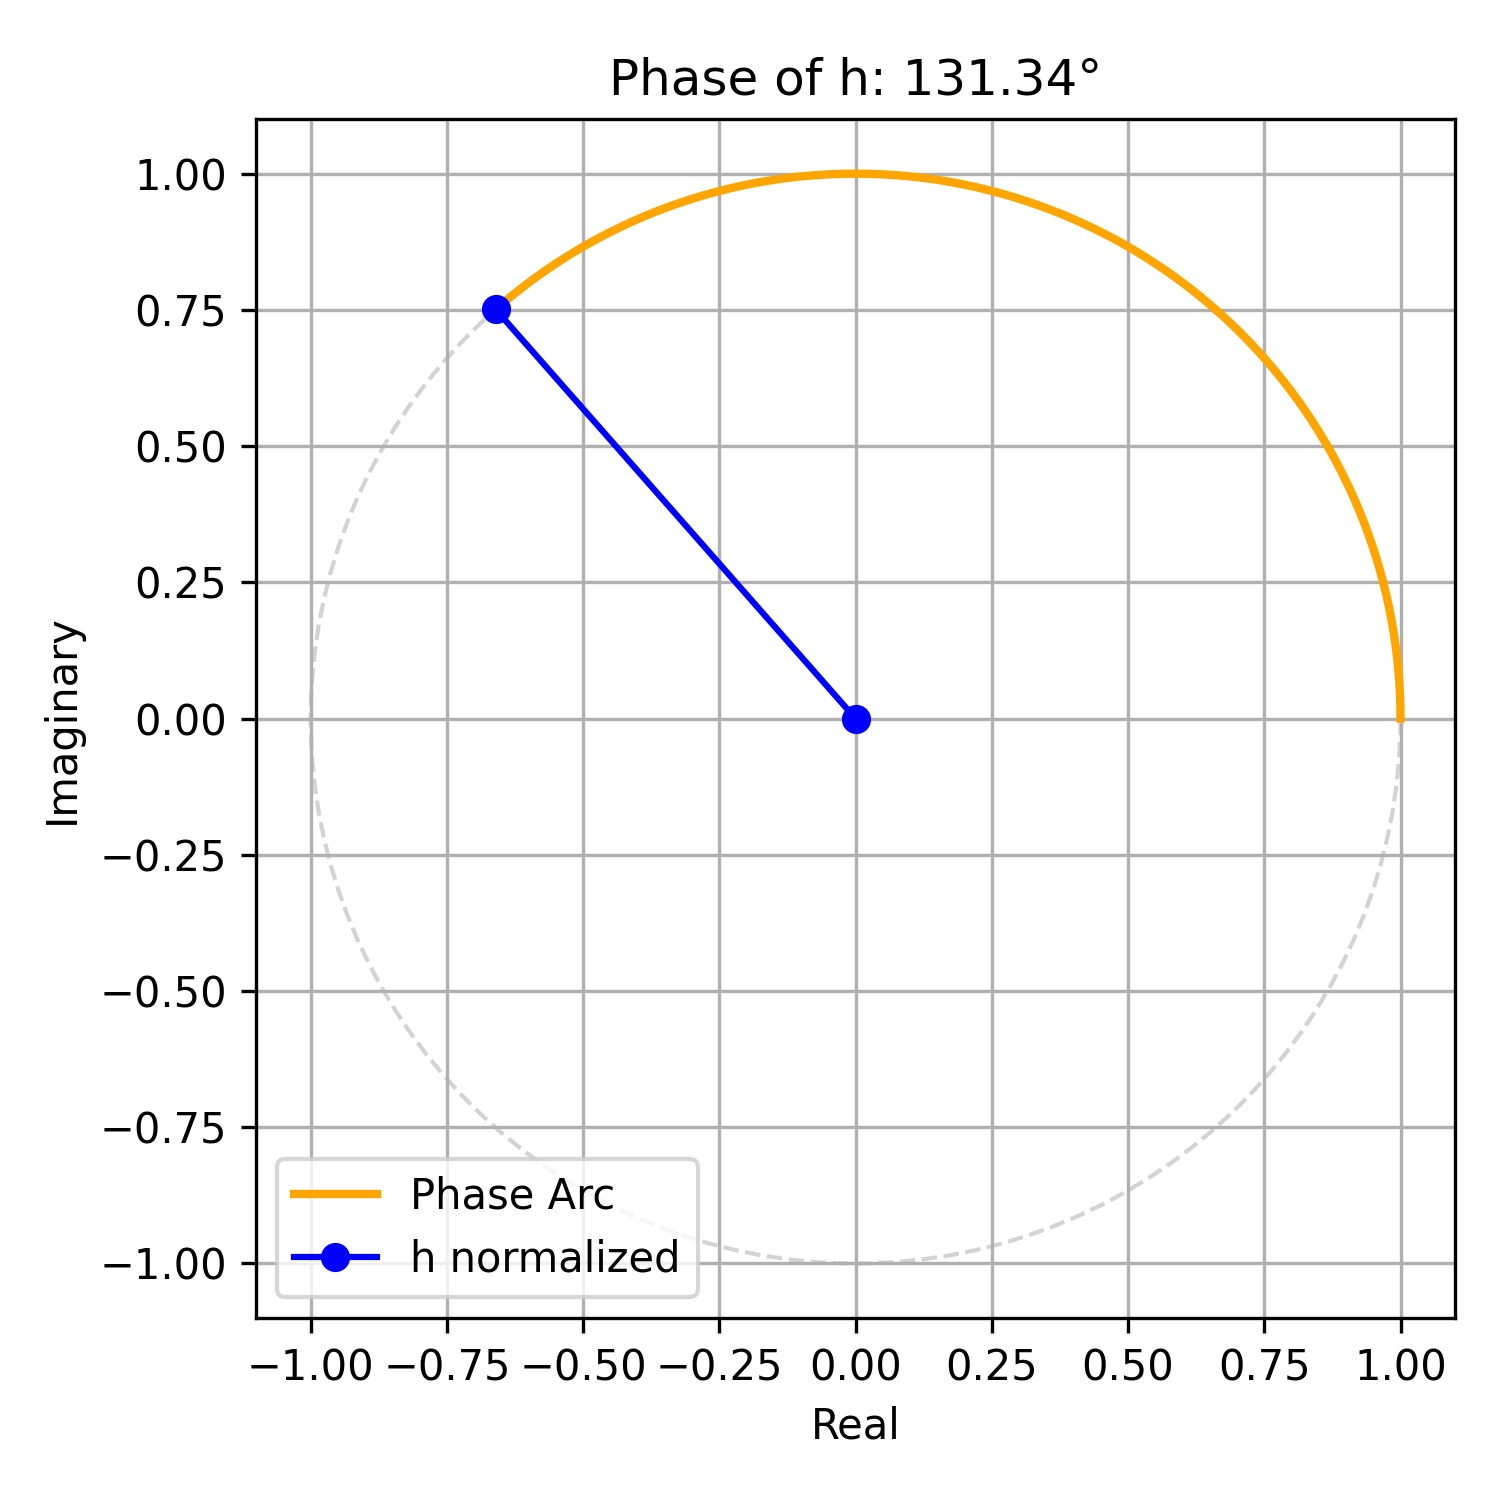 Phase of h: 131.34°
1.00
0.75
0.50
0.25
0.00
−0.25
−0.50
−0.75
−1.00
Imaginary
Phase Arc
h normalized
−1.00 −0.75 −0.50 −0.25 0.00 0.25 0.50 0.75 1.00
Real